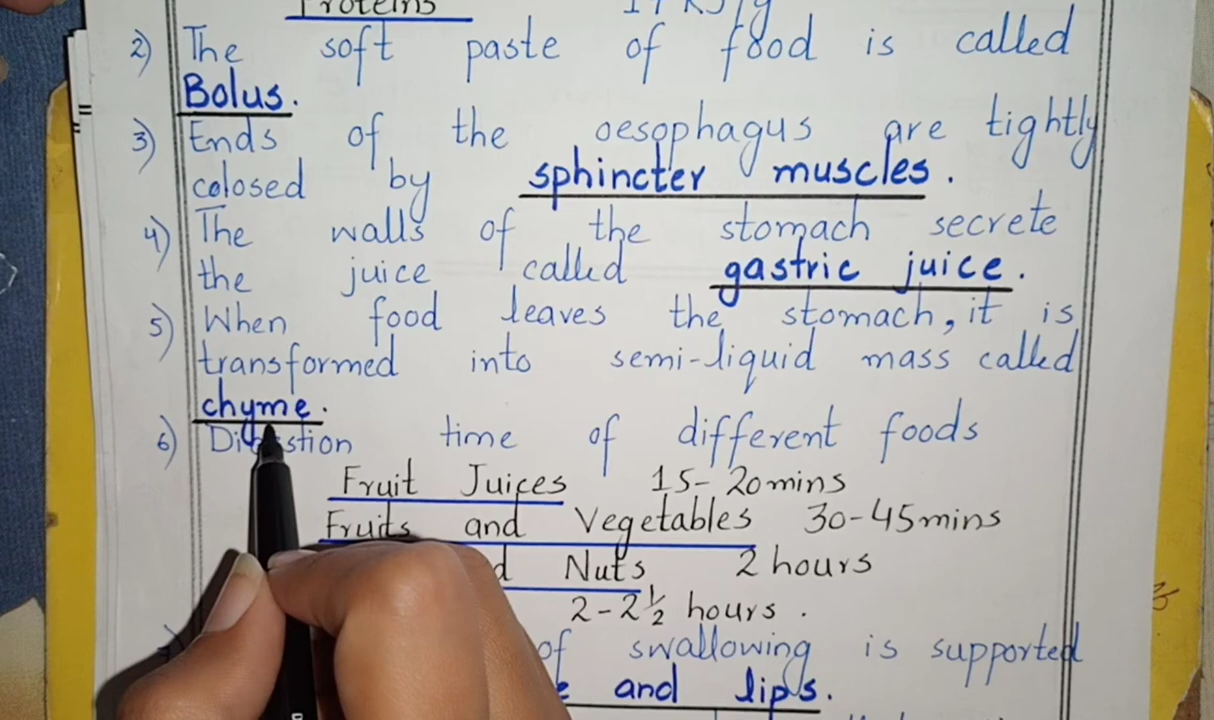 Proteins 17 KJ/g
2) The soft paste of food is called
Bolus.
3) Ends of the oesophagus are tightly
colosed by sphincter muscles.
4) The walls of the stomach secrete
the juice called gastric juice.
5) When food leaves the stomach, it is
transformed into semi-liquid mass called
chyme.
6) Digestion time of different foods
Fruit Juices 15-20mins
Fruits and Vegetables 30-45mins
Nuts 2 hours
2-2½ hours.
of swallowing is supported
and lips.